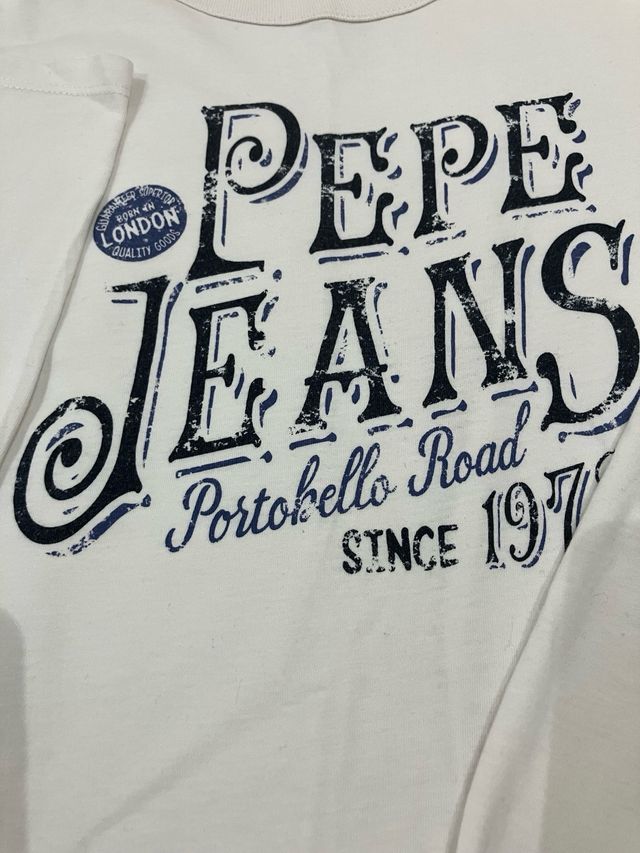 PEPE
GUARANTEED SUPERIOR
BORN IN
LONDON
QUALITY GOODS
JEANS
Portobello Road
SINCE 197